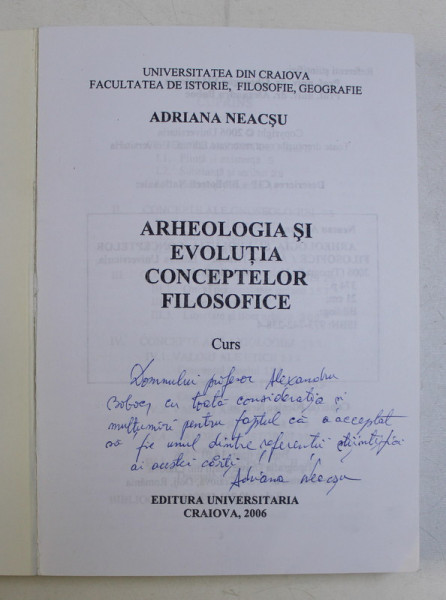 UNIVERSITATEA DIN CRAIOVA
FACULTATEA DE ISTORIE, FILOSOFIE, GEOGRAFIE
ADRIANA NEACȘU
ARHEOLOGIA ȘI
EVOLUȚIA
CONCEPTELOR
FILOSOFICE
Curs
Domnului profesor Alexandru
Boboc, cu toată considerația și
mulțumiri pentru faptul că a acceptat
să fie unul dintre referenții științifici
ai acestei cărți,
Adriana Neacșu
EDITURA UNIVERSITARIA
CRAIOVA, 2006